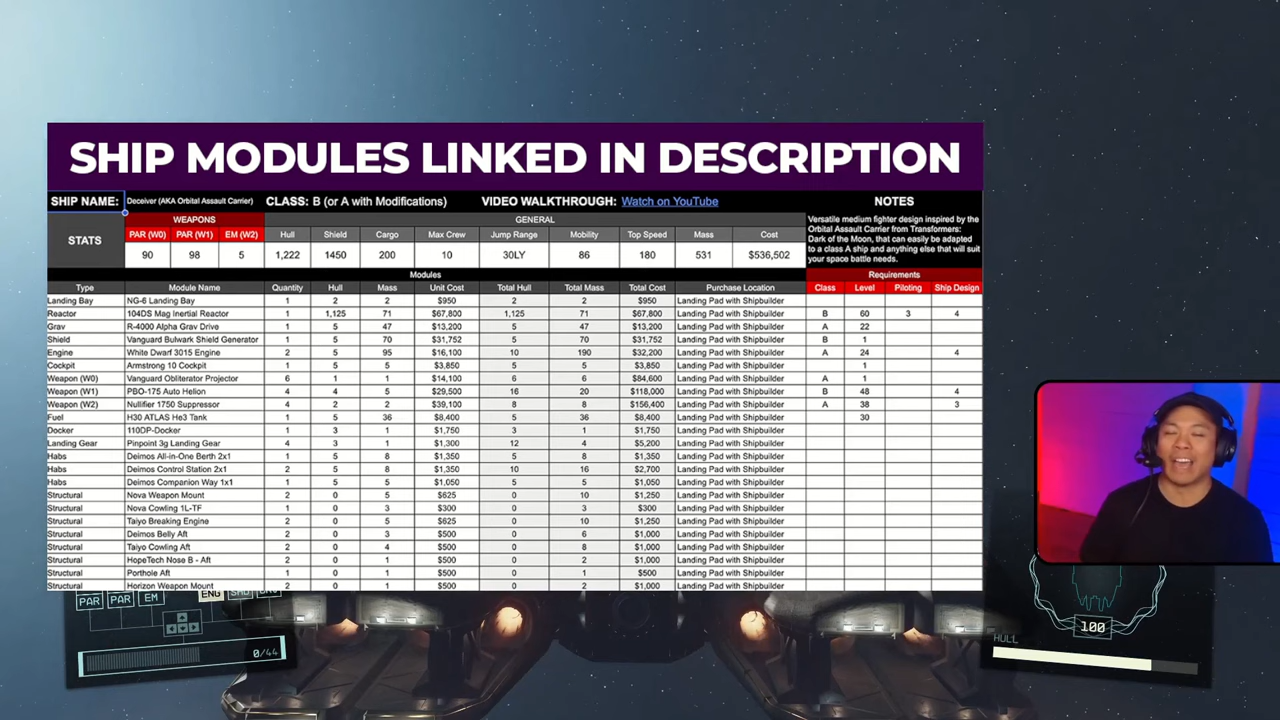 SHIP MODULES LINKED IN DESCRIPTION
SHIP NAME: Deceiver (AKA Orbital Assault Carrier) CLASS: B (or A with Modifications) VIDEO WALKTHROUGH: Watch on YouTube NOTES
STATS WEAPONS GENERAL
PAR (W0) PAR (W1) EM (W2) Hull Shield Cargo Max Crew Jump Range Mobility Top Speed Mass Cost
90 98 5 1,222 1450 200 10 30LY 86 180 531 $536,502
Versatile medium fighter design inspired by the
Orbital Assault Carrier from Transformers:
Dark of the Moon, that can easily be adapted
to a class A ship and anything else that will suit
your space battle needs.
Modules Requirements
Type Module Name Quantity Hull Mass Unit Cost Total Hull Total Mass Total Cost Purchase Location Class Level Piloting Ship Design
Landing Bay NG-6 Landing Bay 1 2 2 $950 2 2 $950 Landing Pad with Shipbuilder
Reactor 104DS Mag Inertial Reactor 1 1,125 71 $67,800 1,125 71 $67,800 Landing Pad with Shipbuilder B 60 3 4
Grav R-4000 Alpha Grav Drive 1 5 47 $13,200 5 47 $13,200 Landing Pad with Shipbuilder A 22
Shield Vanguard Bulwark Shield Generator 1 5 70 $31,752 5 70 $31,752 Landing Pad with Shipbuilder B 1
Engine White Dwarf 3015 Engine 2 5 95 $16,100 10 190 $32,200 Landing Pad with Shipbuilder A 24 4
Cockpit Armstrong 10 Cockpit 1 5 5 $3,850 5 5 $3,850 Landing Pad with Shipbuilder 1
Weapon (W0) Vanguard Obliterator Projector 6 1 1 $14,100 6 6 $84,600 Landing Pad with Shipbuilder A 1
Weapon (W1) PBO-175 Auto Helion 4 4 5 $29,500 16 20 $118,000 Landing Pad with Shipbuilder B 48 4
Weapon (W2) Nullifier 1750 Suppressor 4 2 2 $39,100 8 8 $156,400 Landing Pad with Shipbuilder A 38 3
Fuel H30 ATLAS He3 Tank 1 5 36 $8,400 5 36 $8,400 Landing Pad with Shipbuilder 30
Docker 110DP-Docker 1 3 1 $1,750 3 1 $1,750 Landing Pad with Shipbuilder
Landing Gear Pinpoint 3g Landing Gear 4 3 1 $1,300 12 4 $5,200 Landing Pad with Shipbuilder
Habs Deimos All-in-One Berth 2x1 1 5 8 $1,350 5 8 $1,350 Landing Pad with Shipbuilder
Habs Deimos Control Station 2x1 2 5 8 $1,350 10 16 $2,700 Landing Pad with Shipbuilder
Habs Deimos Companion Way 1x1 1 5 5 $1,050 5 5 $1,050 Landing Pad with Shipbuilder
Structural Nova Weapon Mount 2 0 5 $625 0 10 $1,250 Landing Pad with Shipbuilder
Structural Nova Cowling 1L-TF 1 0 3 $300 0 3 $300 Landing Pad with Shipbuilder
Structural Taiyo Breaking Engine 2 0 5 $625 0 10 $1,250 Landing Pad with Shipbuilder
Structural Deimos Belly Aft 2 0 3 $500 0 6 $1,000 Landing Pad with Shipbuilder
Structural Taiyo Cowling Aft 2 0 4 $500 0 8 $1,000 Landing Pad with Shipbuilder
Structural HopeTech Nose B - Aft 2 0 1 $500 0 2 $1,000 Landing Pad with Shipbuilder
Structural Porthole Aft 1 0 1 $500 0 1 $500 Landing Pad with Shipbuilder
Structural Horizon Weapon Mount 2 0 1 $500 0 2 $1,000 Landing Pad with Shipbuilder
PAR PAR EM ENG
0/44
100
HULL